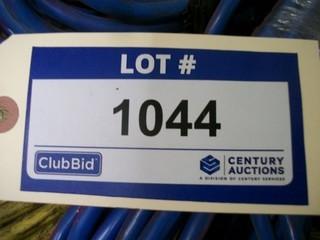 LOT #
1044
ClubBid
CENTURY
AUCTIONS
A DIVISION OF CENTURY SERVICES